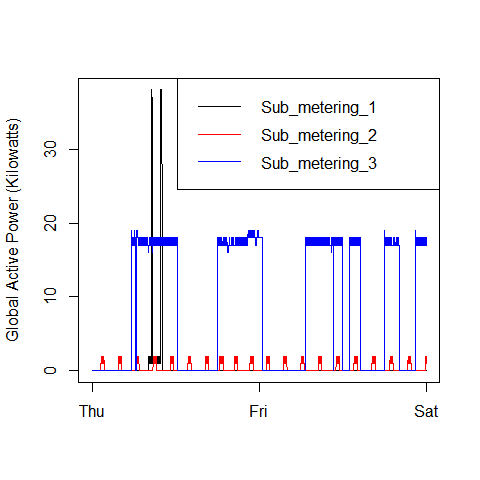 Sub_metering_1
Sub_metering_2
Sub_metering_3
Global Active Power (Kilowatts)
30
20
10
0
Thu Fri Sat